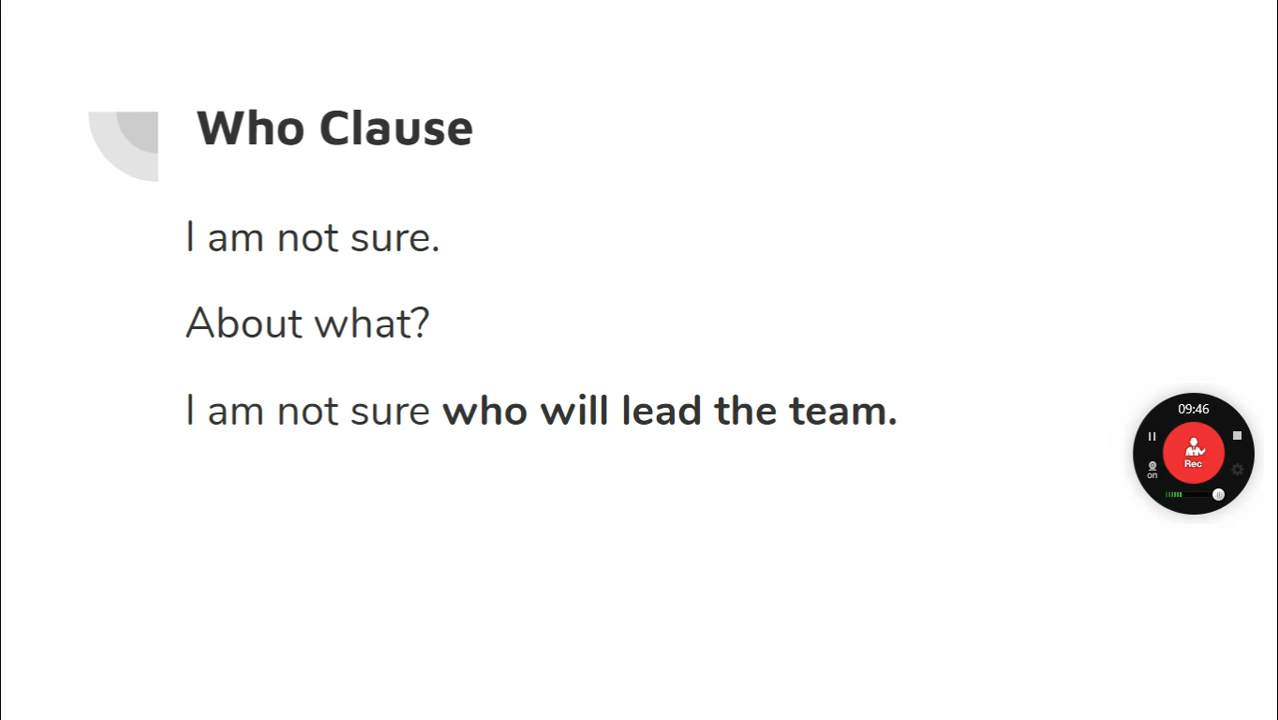 Who Clause
I am not sure.
About what?
I am not sure who will lead the team.
09:46
Rec
on